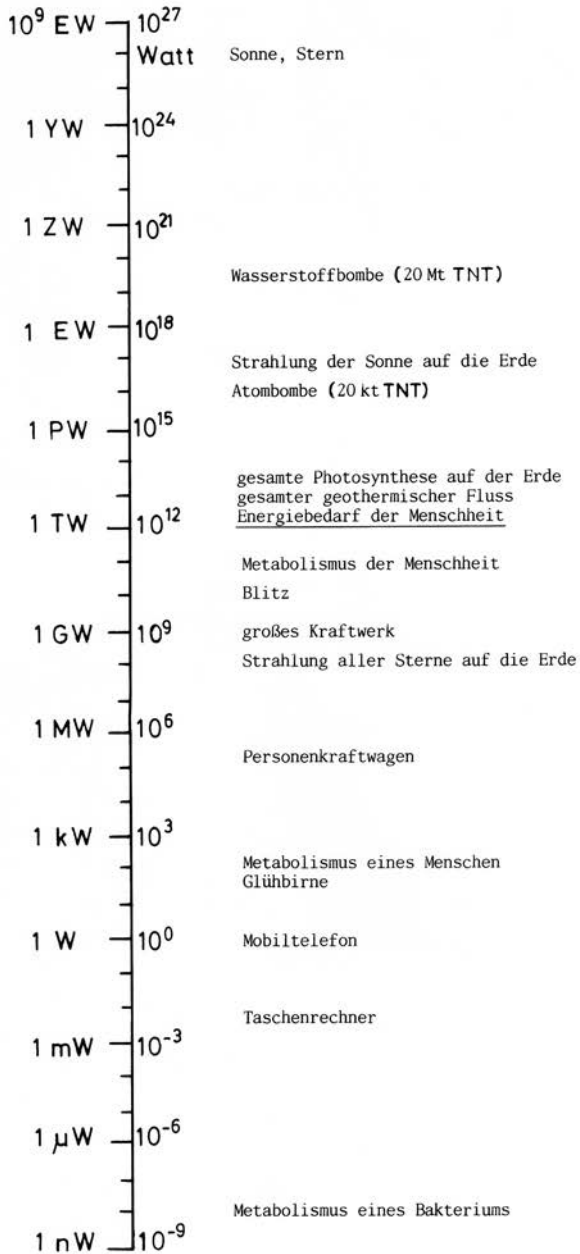 10⁹ EW 10²⁷
Watt Sonne, Stern
1 YW 10²⁴
1 ZW 10²¹
Wasserstoffbombe (20 Mt TNT)
1 EW 10¹⁸
Strahlung der Sonne auf die Erde
Atombombe (20 kt TNT)
1 PW 10¹⁵
gesamte Photosynthese auf der Erde
gesamter geothermischer Fluss
1 TW 10¹² Energiebedarf der Menschheit
Metabolismus der Menschheit
Blitz
1 GW 10⁹ großes Kraftwerk
Strahlung aller Sterne auf die Erde
1 MW 10⁶
Personenkraftwagen
1 kW 10³
Metabolismus eines Menschen
Glühbirne
1 W 10⁰ Mobiltelefon
Taschenrechner
1 mW 10⁻³
1 µW 10⁻⁶
Metabolismus eines Bakteriums
1 nW 10⁻⁹